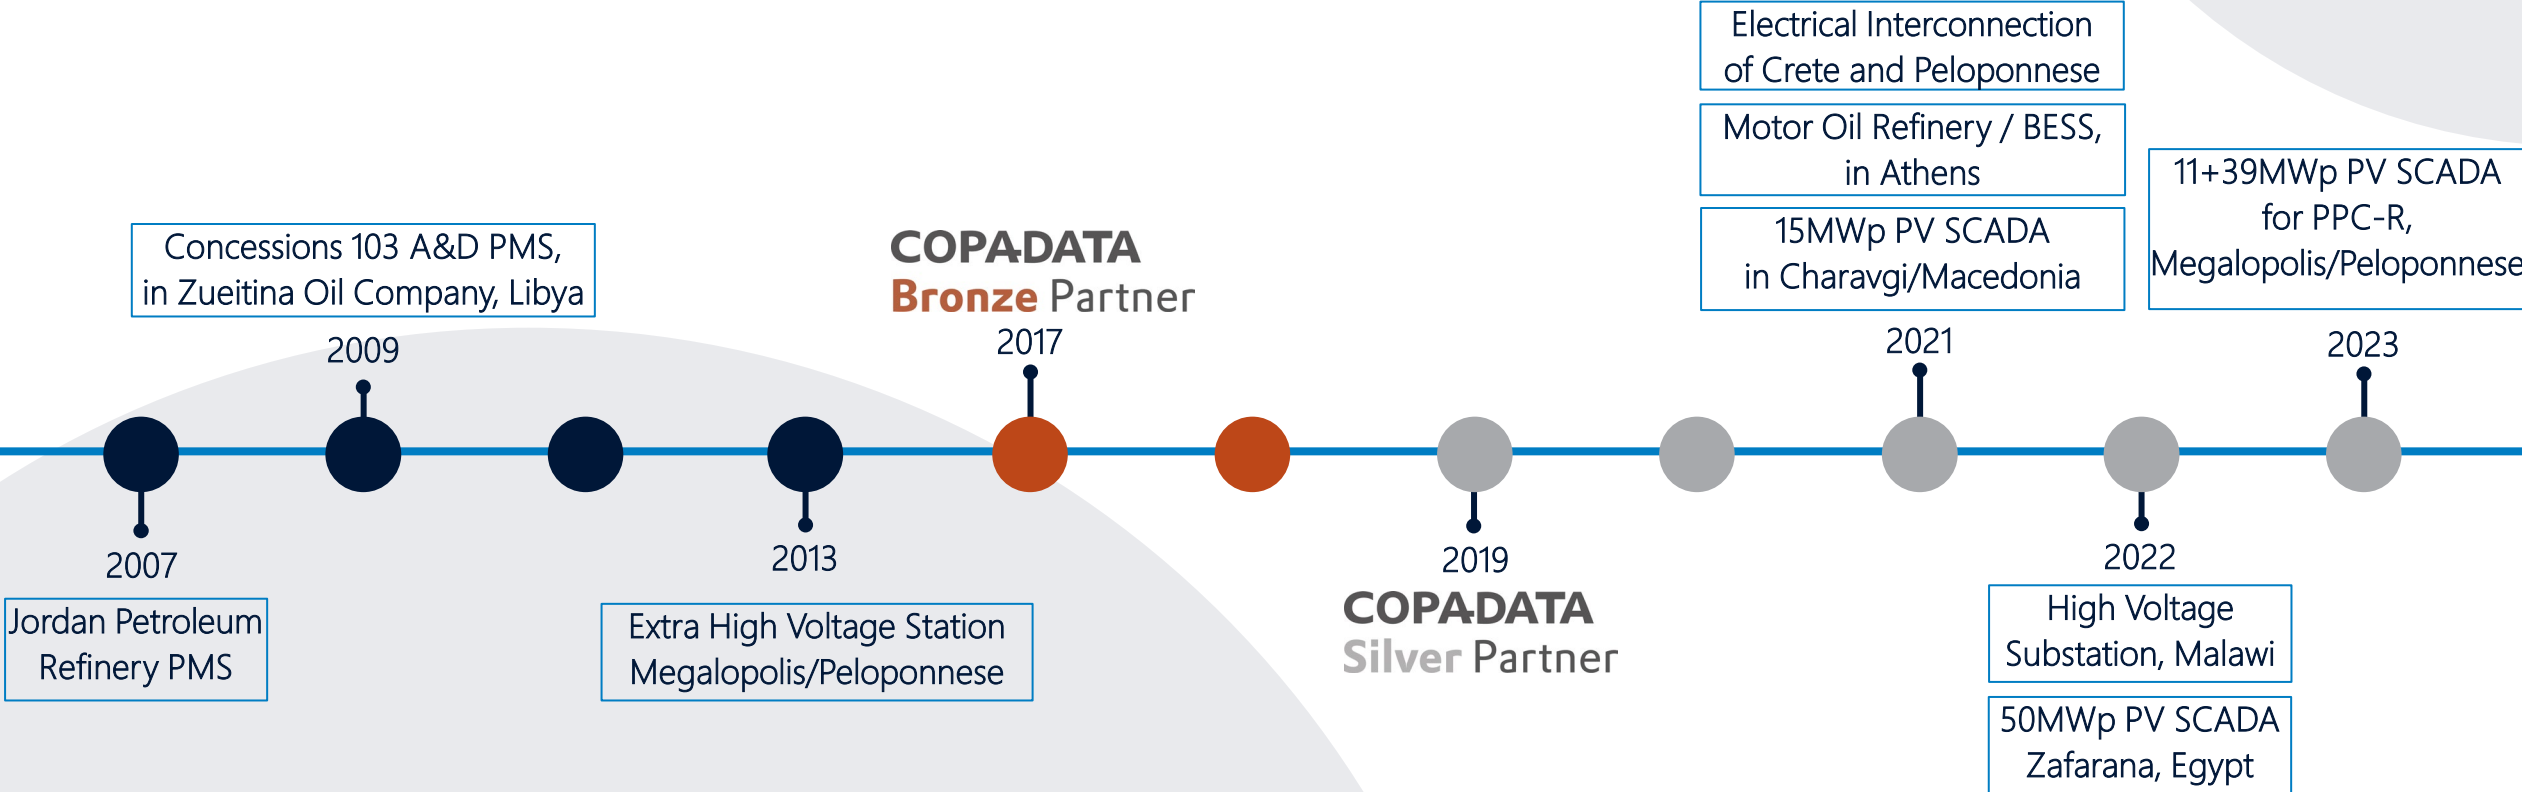 Concessions 103 A&D PMS,
in Zueitina Oil Company, Libya
2009
2007
Jordan Petroleum
Refinery PMS
2013
Extra High Voltage Station
Megalopolis/Peloponnese
COPADATA
Bronze Partner
2017
2019
COPADATA
Silver Partner
Electrical Interconnection
of Crete and Peloponnese
Motor Oil Refinery / BESS,
in Athens
15MWp PV SCADA
in Charavgi/Macedonia
2021
2022
High Voltage
Substation, Malawi
50MWp PV SCADA
Zafarana, Egypt
11+39MWp PV SCADA
for PPC-R,
Megalopolis/Peloponnese
2023